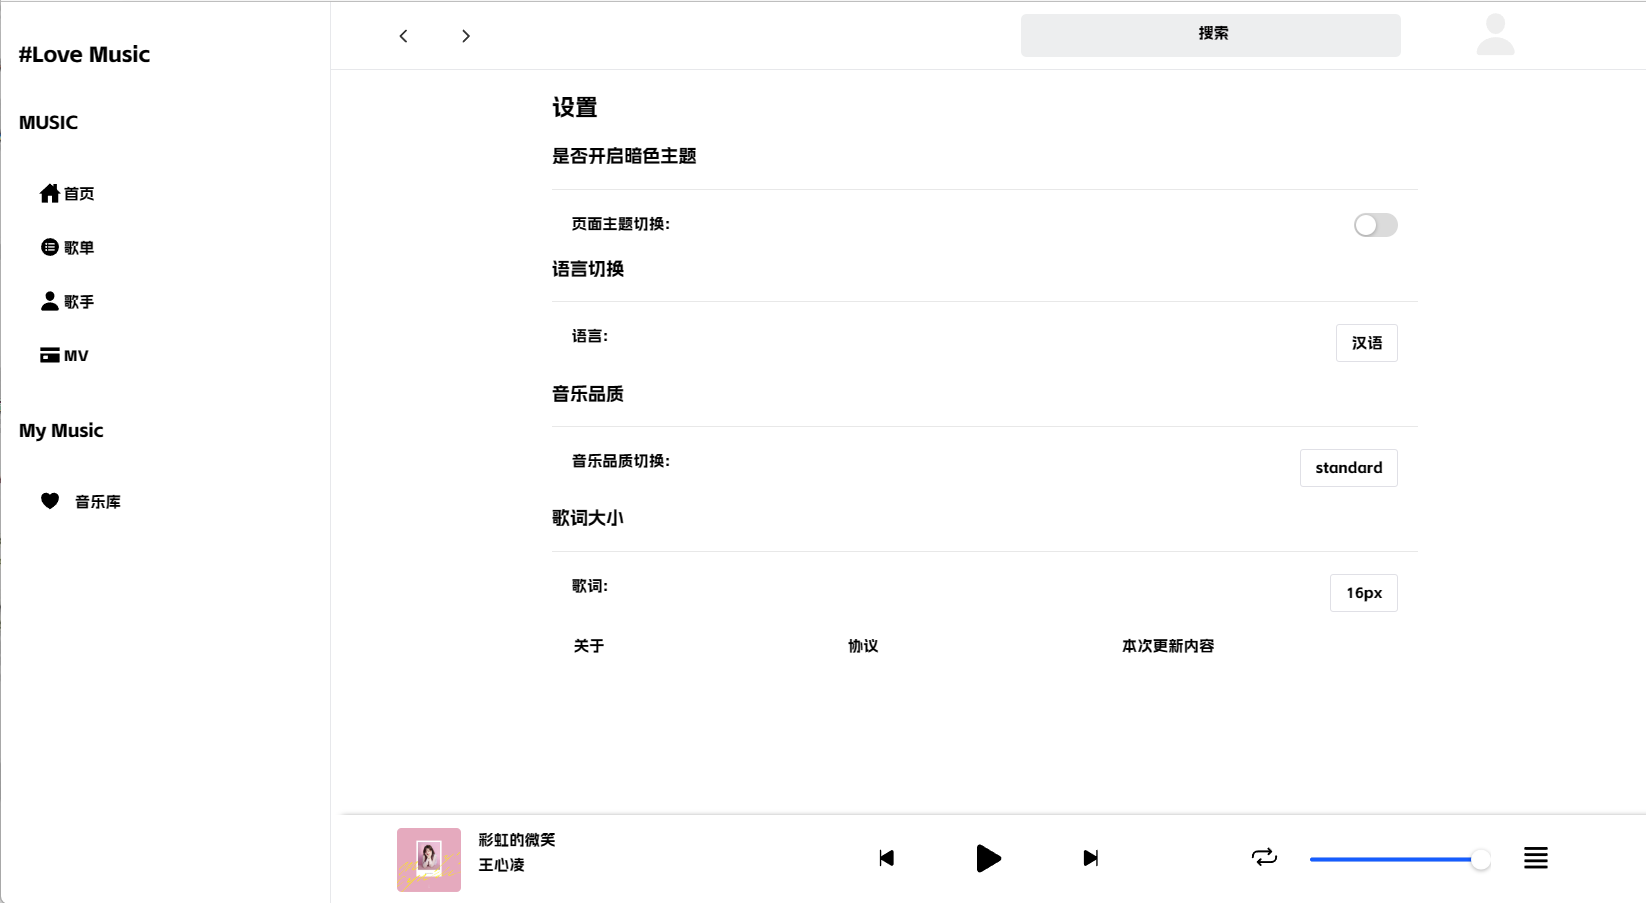 #Love Music
MUSIC
首页
歌单
歌手
MV
My Music
音乐库
搜索
设置
是否开启暗色主题
页面主题切换:
语言切换
语言:
汉语
音乐品质
音乐品质切换:
standard
歌词大小
歌词:
16px
关于
协议
本次更新内容
彩虹的微笑
王心凌